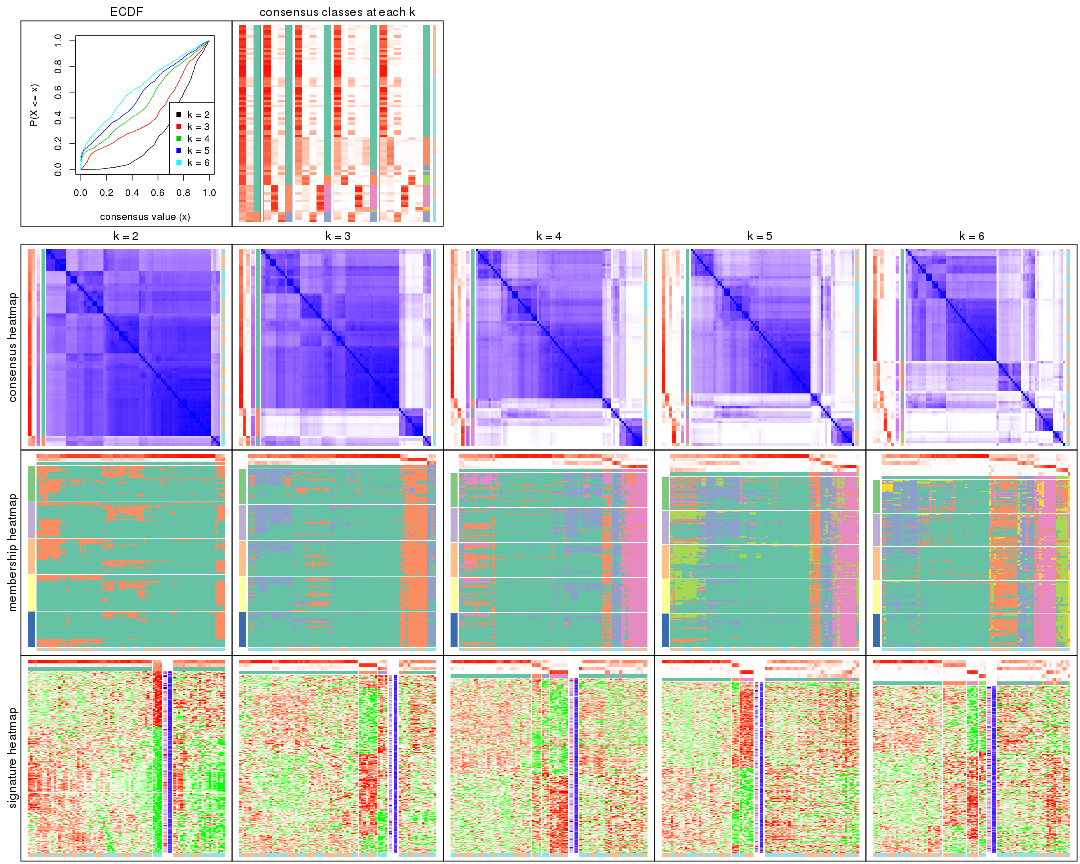 ECDF
consensus classes at each k
P(X <= x)
0.0 0.2 0.4 0.6 0.8 1.0
k = 2
k = 3
k = 4
k = 5
k = 6
0.0 0.2 0.4 0.6 0.8 1.0
consensus value (x)
k = 2 k = 3 k = 4 k = 5 k = 6
consensus heatmap
membership heatmap
signature heatmap